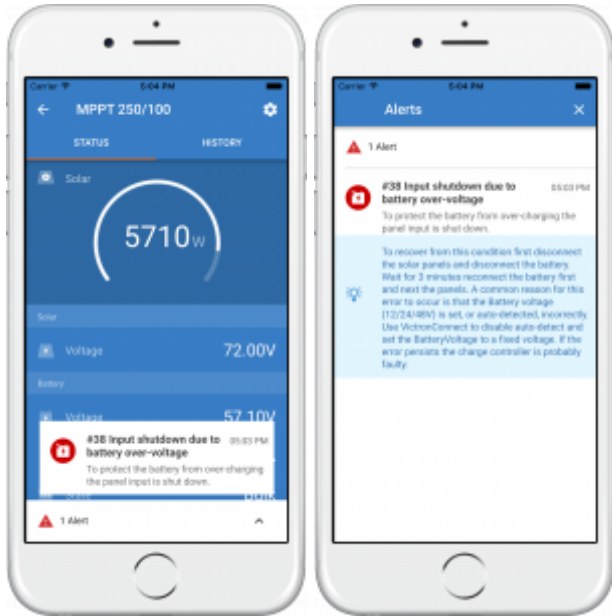 Carrier 5:04 PM
MPPT 250/100
STATUS HISTORY
Solar
5710W
Solar
Voltage 72.00V
Battery
Voltage 57.10V
#38 Input shutdown due to 05:03 PM
battery over-voltage
To protect the battery from over-charging
the panel input is shut down.
1 Alert
Carrier 5:04 PM
Alerts
1 Alert
#38 Input shutdown due to 05:03 PM
battery over-voltage
To protect the battery from over-charging the
panel input is shut down.
To recover from this condition first disconnect
the solar panels and disconnect the battery.
Wait for 3 minutes reconnect the battery first
and next the panels. A common reason for this
error to occur is that the Battery voltage
(12/24/48V) is set, or auto-detected, incorrectly.
Use VictronConnect to disable auto-detect and
set the BatteryVoltage to a fixed voltage. If the
error persists the charge controller is probably
faulty.